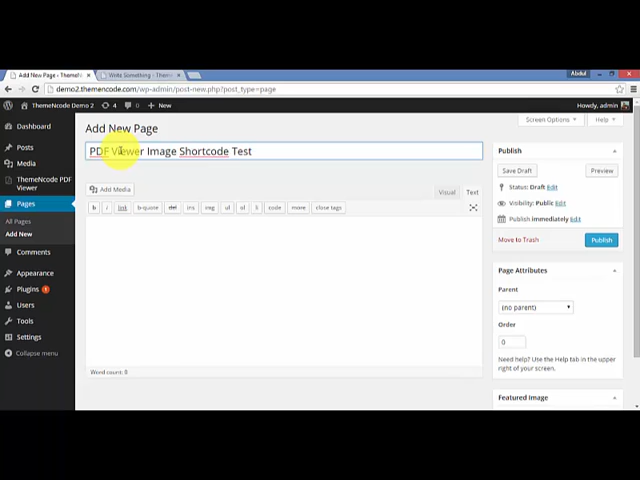 Add New Page - ThemeN
Write Something - Themenc
Abdul
demo2.themencode.com/wp-admin/post-new.php?post_type=page
ThemeNcode Demo 2 4 0 + New Howdy, admin
Dashboard
Posts
Media
ThemeNcode PDF
Viewer
Pages
All Pages
Add New
Comments
Appearance
Plugins 1
Users
Tools
Settings
Collapse menu
Screen Options Help
Add New Page
PDF Viewer Image Shortcode Test
Add Media
Visual Text
b i link b-quote del ins img ul ol li code more close tags
Word count: 0
Publish
Save Draft Preview
Status: Draft Edit
Visibility: Public Edit
Publish immediately Edit
Move to Trash Publish
Page Attributes
Parent
(no parent)
Order
0
Need help? Use the Help tab in the upper
right of your screen.
Featured Image